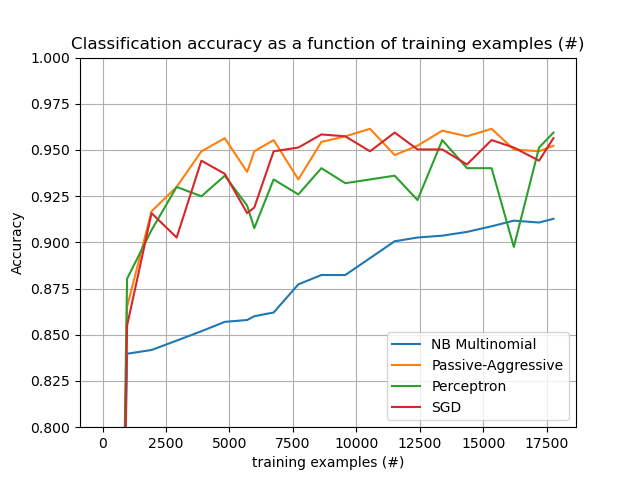 Classification accuracy as a function of training examples (#)
1.000
0.975
0.950
0.925
0.900
0.875
0.850
0.825
0.800
Accuracy
NB Multinomial
Passive-Aggressive
Perceptron
SGD
0 2500 5000 7500 10000 12500 15000 17500
training examples (#)